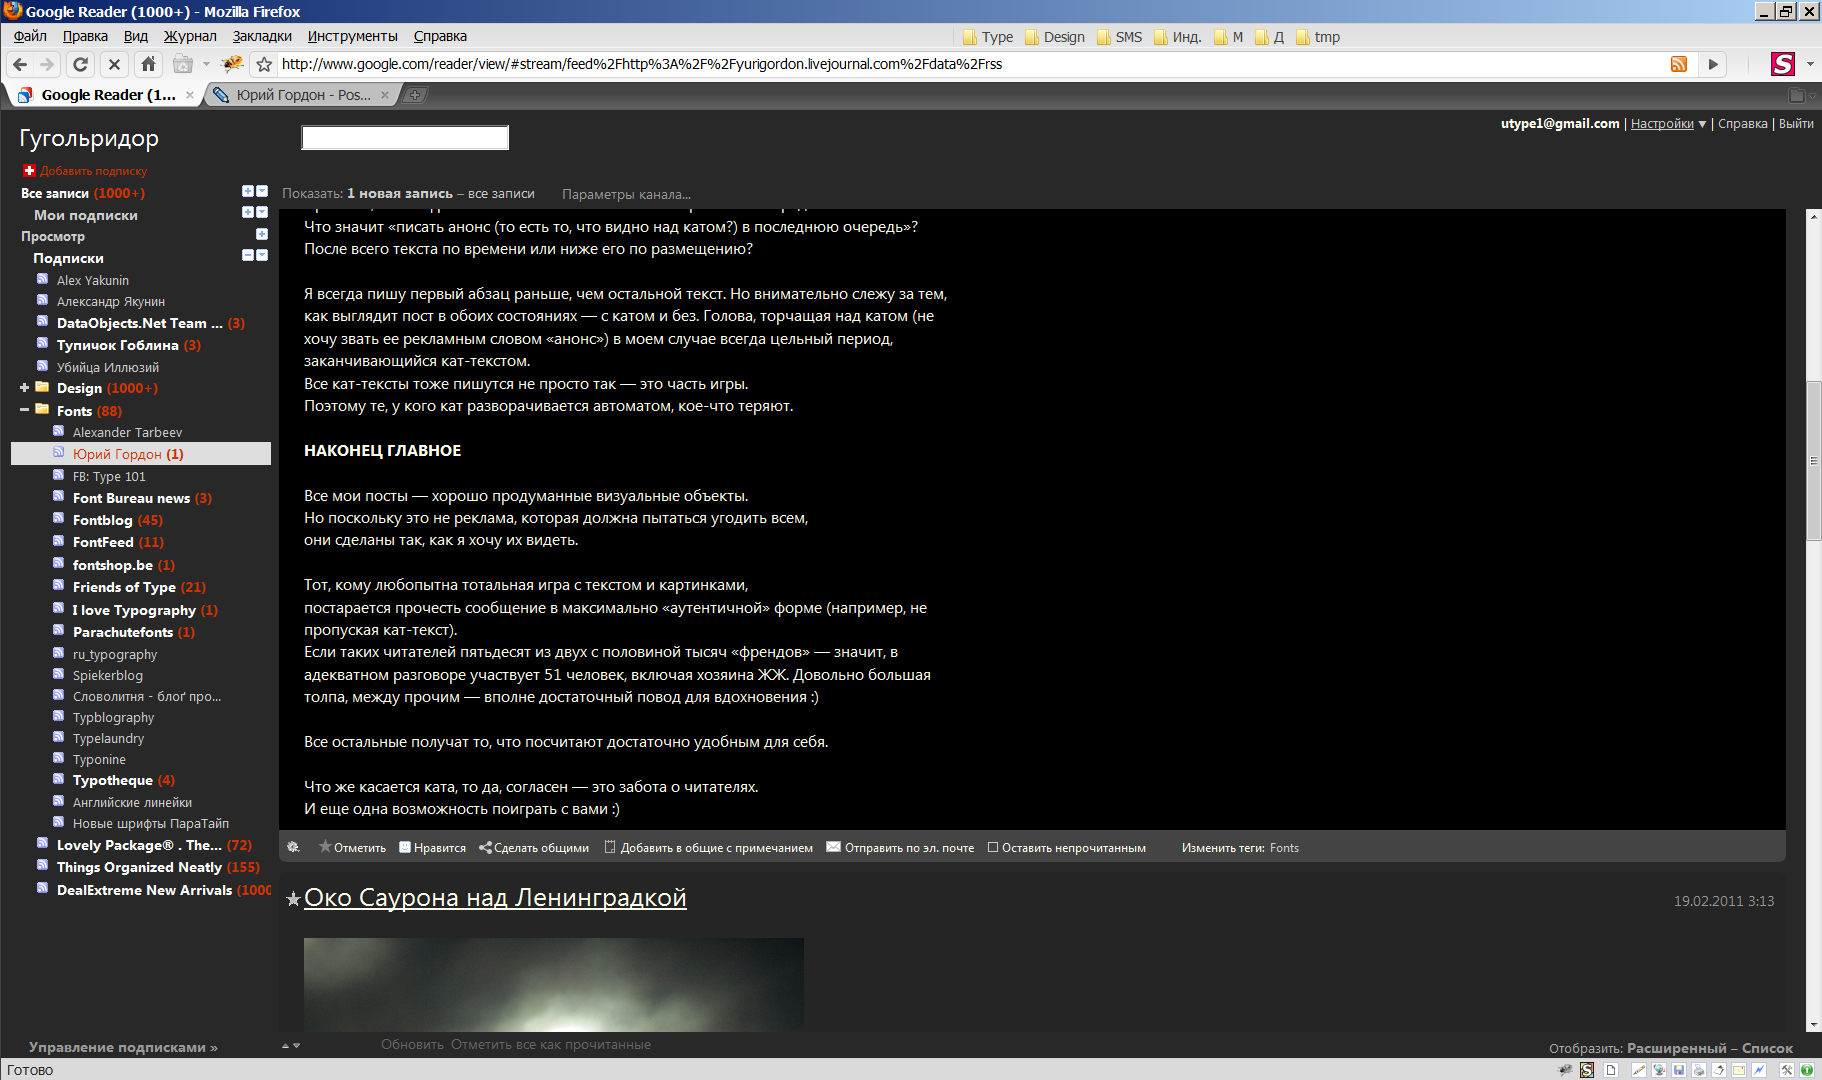 Google Reader (1000+) - Mozilla Firefox
Файл Правка Вид Журнал Закладки Инструменты Справка
Type Design SMS Инд. М Д tmp
http://www.google.com/reader/view/#stream/feed%2Fhttp%3A%2F%2Fyurigordon.livejournal.com%2Fdata%2Frss
S
Google Reader (1... Юрий Гордон - Pos...
utype1@gmail.com | Настройки ▼ | Справка | Выйти
Гугольридор
Добавить подписку
Все записи (1000+)
Мои подписки
Просмотр
Подписки
Alex Yakunin
Александр Якунин
DataObjects.Net Team ... (3)
Тупичок Гоблина (3)
Убийца Иллюзий
Design (1000+)
Fonts (88)
Alexander Tarbeev
Юрий Гордон (1)
FB: Type 101
Font Bureau news (3)
Fontblog (45)
FontFeed (11)
fontshop.be (1)
Friends of Type (21)
I love Typography (1)
Parachutefonts (1)
ru_typography
Spiekerblog
Словолитня - блоґ про...
Typblography
Typelaundry
Typonine
Typotheque (4)
Английские линейки
Новые шрифты ПараТайп
Lovely Package® . The... (72)
Things Organized Neatly (155)
DealExtreme New Arrivals (1000
Управление подписками »
Показать: 1 новая запись – все записи Параметры канала...
Что значит «писать анонс (то есть то, что видно над катом?) в последнюю очередь»?
После всего текста по времени или ниже его по размещению?
Я всегда пишу первый абзац раньше, чем остальной текст. Но внимательно слежу за тем,
как выглядит пост в обоих состояниях — с катом и без. Голова, торчащая над катом (не
хочу звать ее рекламным словом «анонс») в моем случае всегда цельный период,
заканчивающийся кат-текстом.
Все кат-тексты тоже пишутся не просто так — это часть игры.
Поэтому те, у кого кат разворачивается автоматом, кое-что теряют.
НАКОНЕЦ ГЛАВНОЕ
Все мои посты — хорошо продуманные визуальные объекты.
Но поскольку это не реклама, которая должна пытаться угодить всем,
они сделаны так, как я хочу их видеть.
Тот, кому любопытна тотальная игра с текстом и картинками,
постарается прочесть сообщение в максимально «аутентичной» форме (например, не
пропуская кат-текст).
Если таких читателей пятьдесят из двух с половиной тысяч «френдов» — значит, в
адекватном разговоре участвует 51 человек, включая хозяина ЖЖ. Довольно большая
толпа, между прочим — вполне достаточный повод для вдохновения :)
Все остальные получат то, что посчитают достаточно удобным для себя.
Что же касается ката, то да, согласен — это забота о читателях.
И еще одна возможность поиграть с вами :)
Отметить Нравится Сделать общими Добавить в общие с примечанием Отправить по эл. почте Оставить непрочитанным Изменить теги: Fonts
Око Саурона над Ленинградкой 19.02.2011 3:13
Обновить Отметить все как прочитанные
Отобразить: Расширенный – Список
Готово